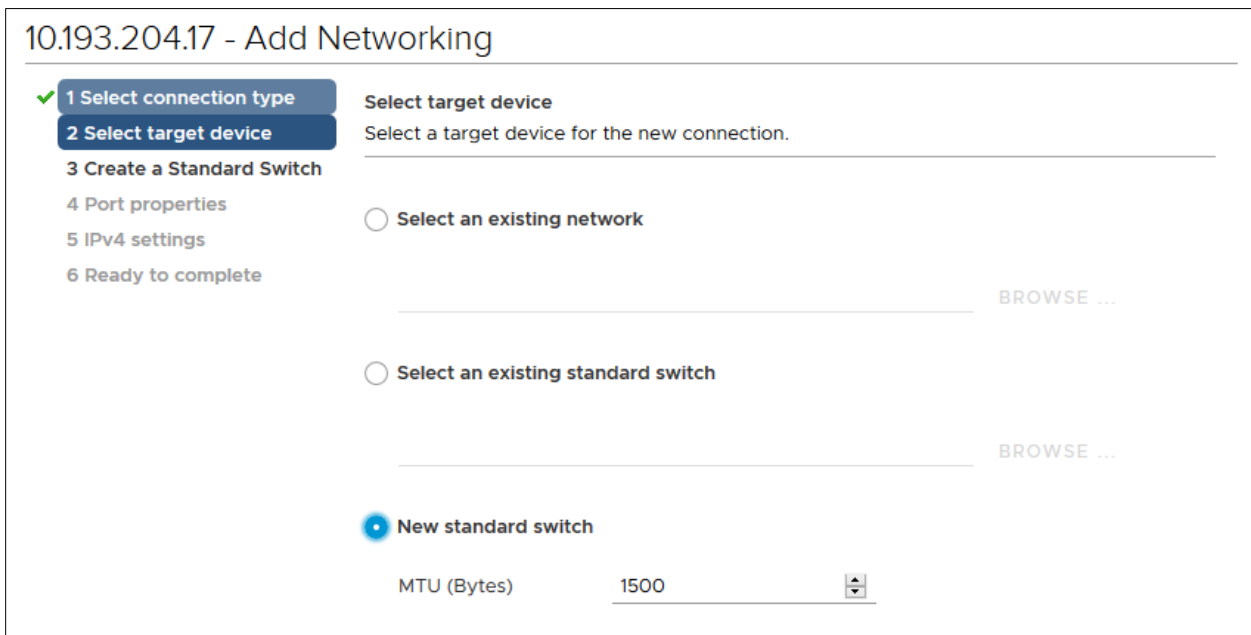 10.193.204.17 - Add Networking
1 Select connection type
2 Select target device
3 Create a Standard Switch
4 Port properties
5 IPv4 settings
6 Ready to complete
Select target device
Select a target device for the new connection.
Select an existing network
BROWSE ...
Select an existing standard switch
BROWSE ...
New standard switch
MTU (Bytes) 1500